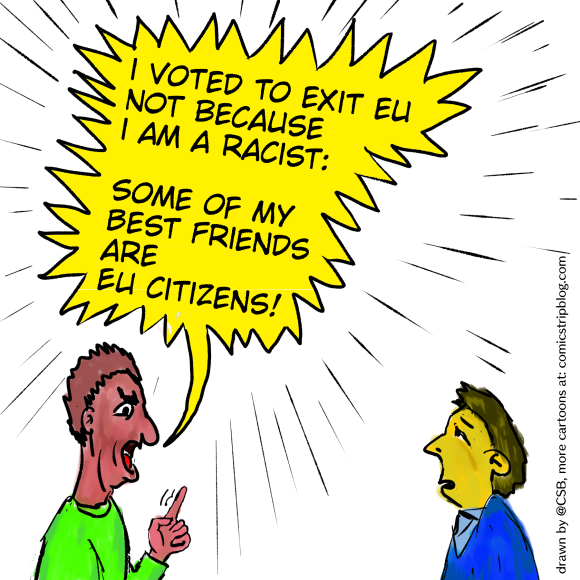 I VOTED TO EXIT EU
NOT BECAUSE
I AM A RACIST:
SOME OF MY
BEST FRIENDS
ARE
EU CITIZENS!
drawn by @CSB, more cartoons at: comicstripblog.com